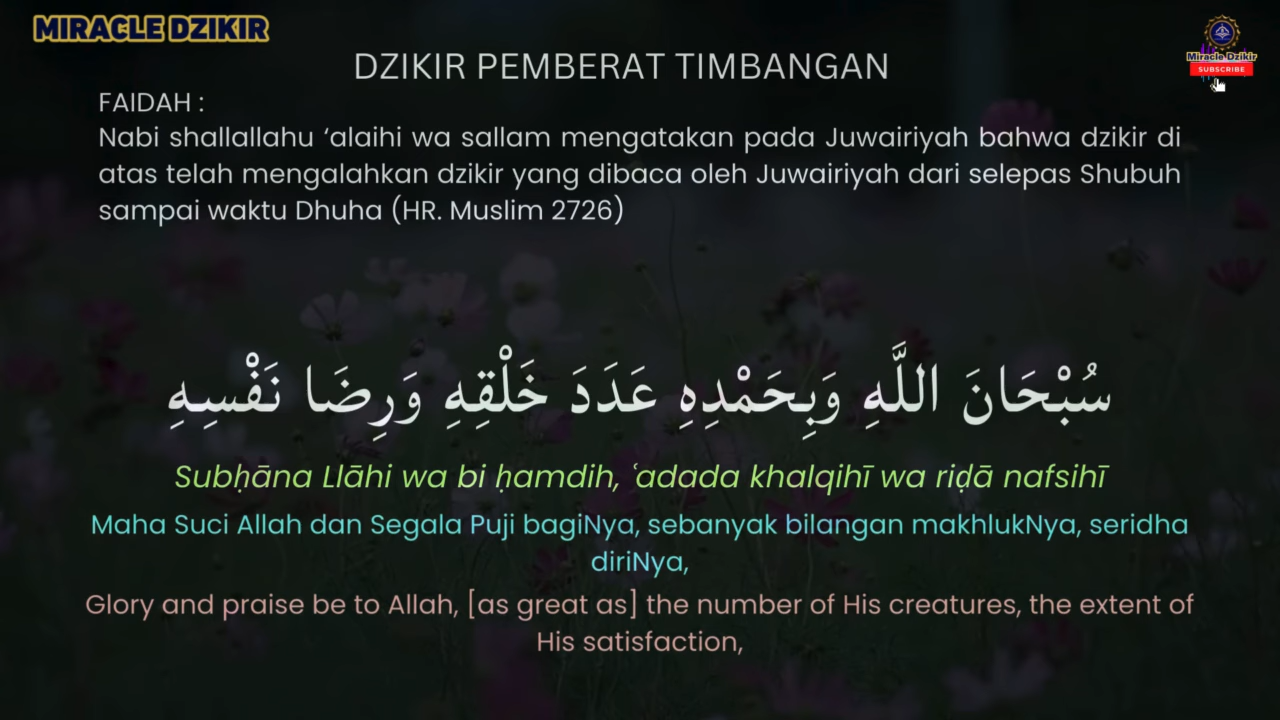 MIRACLE DZIKIR
Miracle Dzikir
SUBSCRIBE
DZIKIR PEMBERAT TIMBANGAN
FAIDAH :
Nabi shallallahu ‘alaihi wa sallam mengatakan pada Juwairiyah bahwa dzikir di
atas telah mengalahkan dzikir yang dibaca oleh Juwairiyah dari selepas Shubuh
sampai waktu Dhuha (HR. Muslim 2726)
سُبْحَانَ اللَّهِ وَبِحَمْدِهِ عَدَدَ خَلْقِهِ وَرِضَا نَفْسِهِ
Subḥāna Llāhi wa bi ḥamdih, ʿadada khalqihī wa riḍā nafsihī
Maha Suci Allah dan Segala Puji bagiNya, sebanyak bilangan makhlukNya, seridha
diriNya,
Glory and praise be to Allah, [as great as] the number of His creatures, the extent of
His satisfaction,